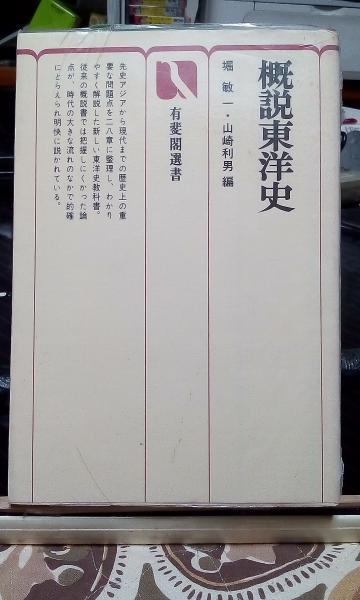 概説東洋史
堀 敏一・山崎利男 編
有斐閣選書
先史アジアから現代までの歴史上の重
要な問題点を二八章に整理し、わかり
やすく解説した新しい東洋史教科書。
従来の概説書では把握しにくかった論
点が、時代の大きな流れのなかで的確
にとらえられ明快に説かれている。